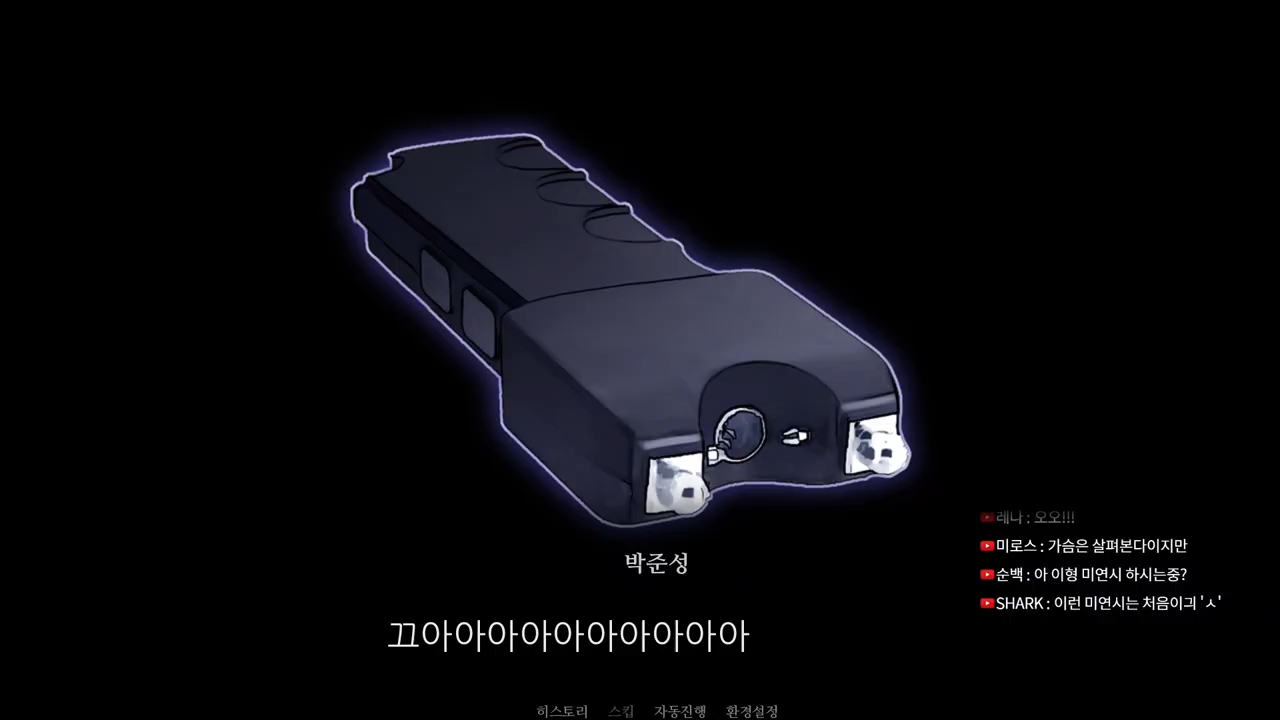 레나 : 오오!!!
미로스 : 가슴은 살펴본다이지만
순백 : 아 이형 미연시 하시는중?
SHARK : 이런 미연시는 처음이긔 'ㅅ'
박준성
끄아아아아아아아아아아
히스토리 스킵 자동진행 환경설정